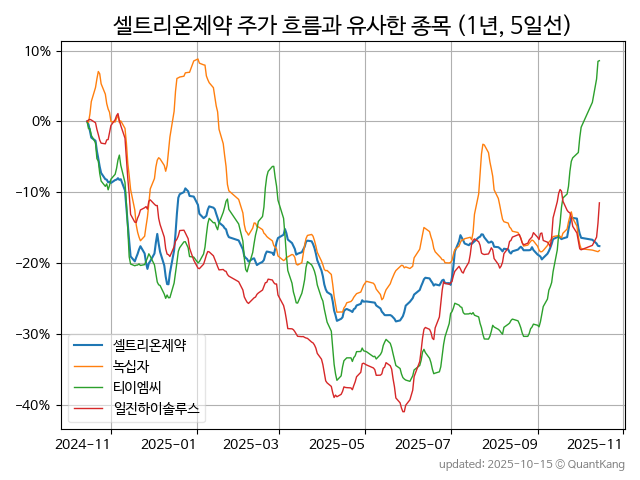 셀트리온제약 주가 흐름과 유사한 종목 (1년, 5일선)
10%
0%
−10%
−20%
−30%
−40%
셀트리온제약
녹십자
티이엠씨
일진하이솔루스
2024-11
2025-01
2025-03
2025-05
2025-07
2025-09
2025-11
updated: 2025-10-15 © QuantKang